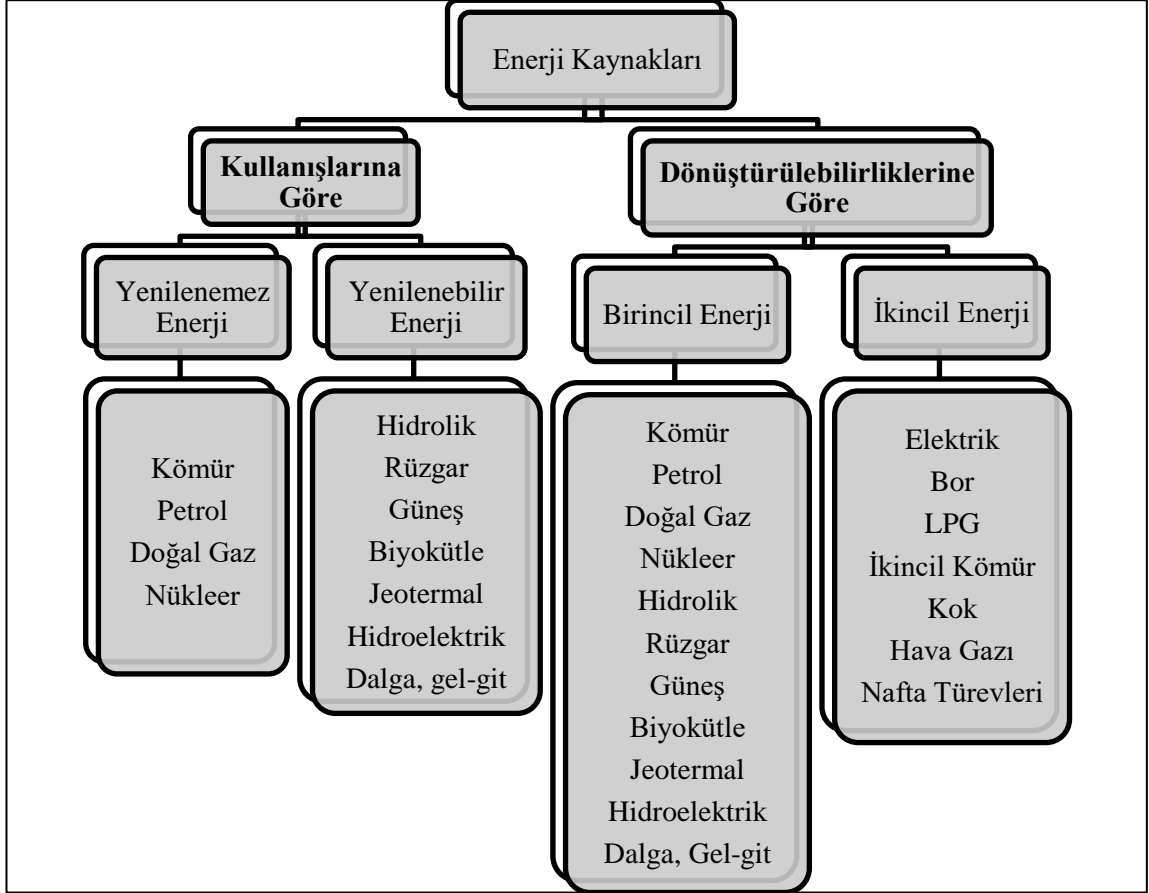 Enerji Kaynakları
Kullanışlarına
Göre
Dönüştürülebilirliklerine
Göre
Yenilenemez
Enerji
Yenilenebilir
Enerji
Birincil Enerji
İkincil Enerji
Kömür
Petrol
Doğal Gaz
Nükleer
Hidrolik
Rüzgar
Güneş
Biyokütle
Jeotermal
Hidroelektrik
Dalga, gel-git
Kömür
Petrol
Doğal Gaz
Nükleer
Hidrolik
Rüzgar
Güneş
Biyokütle
Jeotermal
Hidroelektrik
Dalga, Gel-git
Elektrik
Bor
LPG
İkincil Kömür
Kok
Hava Gazı
Nafta Türevleri